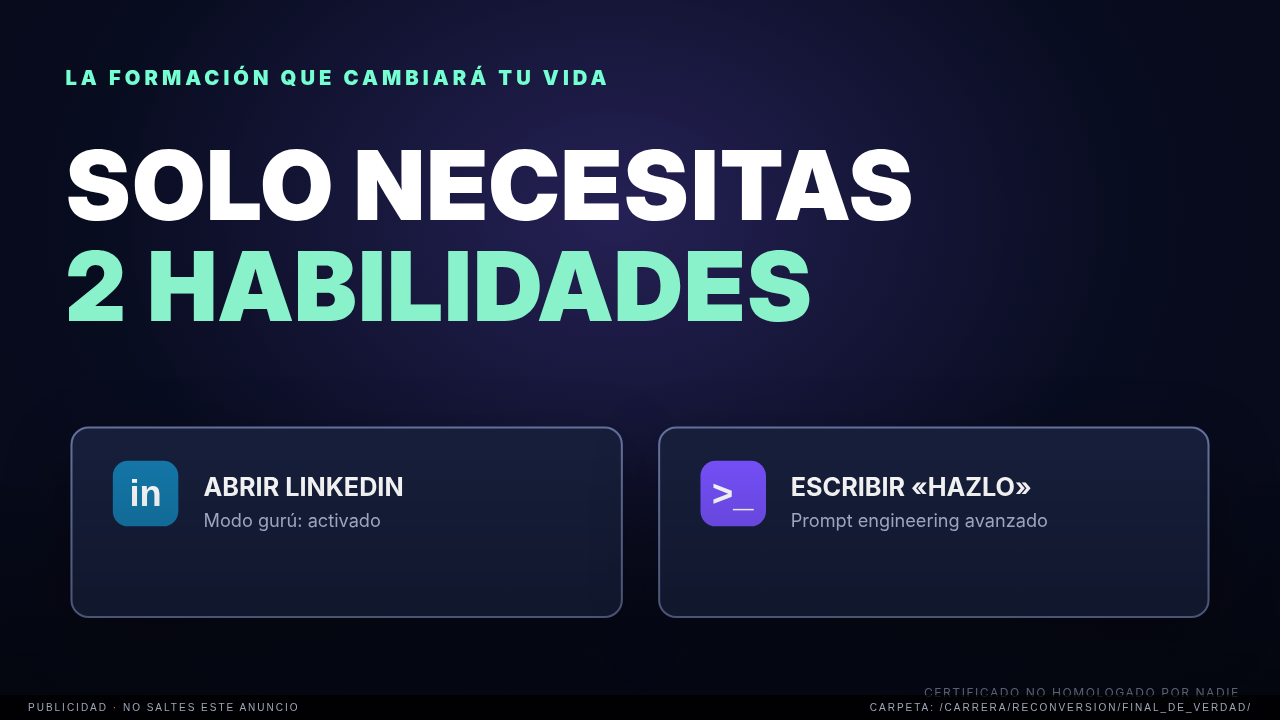 LA FORMACIÓN QUE CAMBIARÁ TU VIDA
SOLO NECESITAS
2 HABILIDADES
in
ABRIR LINKEDIN
Modo gurú: activado
>_
ESCRIBIR «HAZLO»
Prompt engineering avanzado
CERTIFICADO NO HOMOLOGADO POR NADIE
PUBLICIDAD · NO SALTES ESTE ANUNCIO
CARPETA: /CARRERA/RECONVERSION/FINAL_DE_VERDAD/